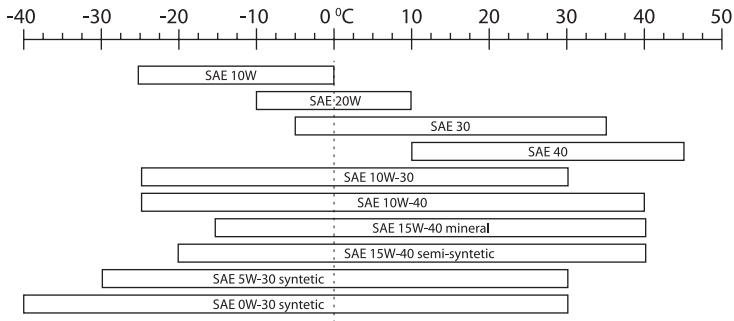 -40 -30 -20 -10 0 °C 10 20 30 40 50
SAE 10W
SAE 20W
SAE 30
SAE 40
SAE 10W-30
SAE 10W-40
SAE 15W-40 mineral
SAE 15W-40 semi-syntetic
SAE 5W-30 syntetic
SAE 0W-30 syntetic